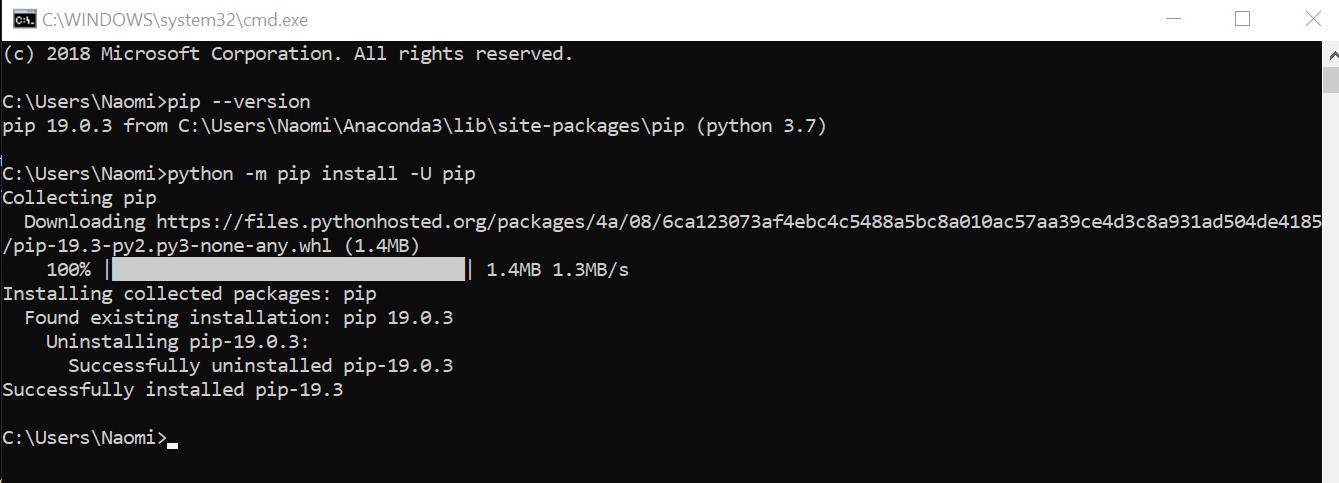 C:\WINDOWS\system32\cmd.exe
(c) 2018 Microsoft Corporation. All rights reserved.
C:\Users\Naomi>pip --version
pip 19.0.3 from C:\Users\Naomi\Anaconda3\lib\site-packages\pip (python 3.7)
C:\Users\Naomi>python -m pip install -U pip
Collecting pip
  Downloading https://files.pythonhosted.org/packages/4a/08/6ca123073af4ebc4c5488a5bc8a010ac57aa39ce4d3c8a931ad504de4185
/pip-19.3-py2.py3-none-any.whl (1.4MB)
    100% |████████████████████████████████| 1.4MB 1.3MB/s
Installing collected packages: pip
  Found existing installation: pip 19.0.3
    Uninstalling pip-19.0.3:
      Successfully uninstalled pip-19.0.3
Successfully installed pip-19.3
C:\Users\Naomi>